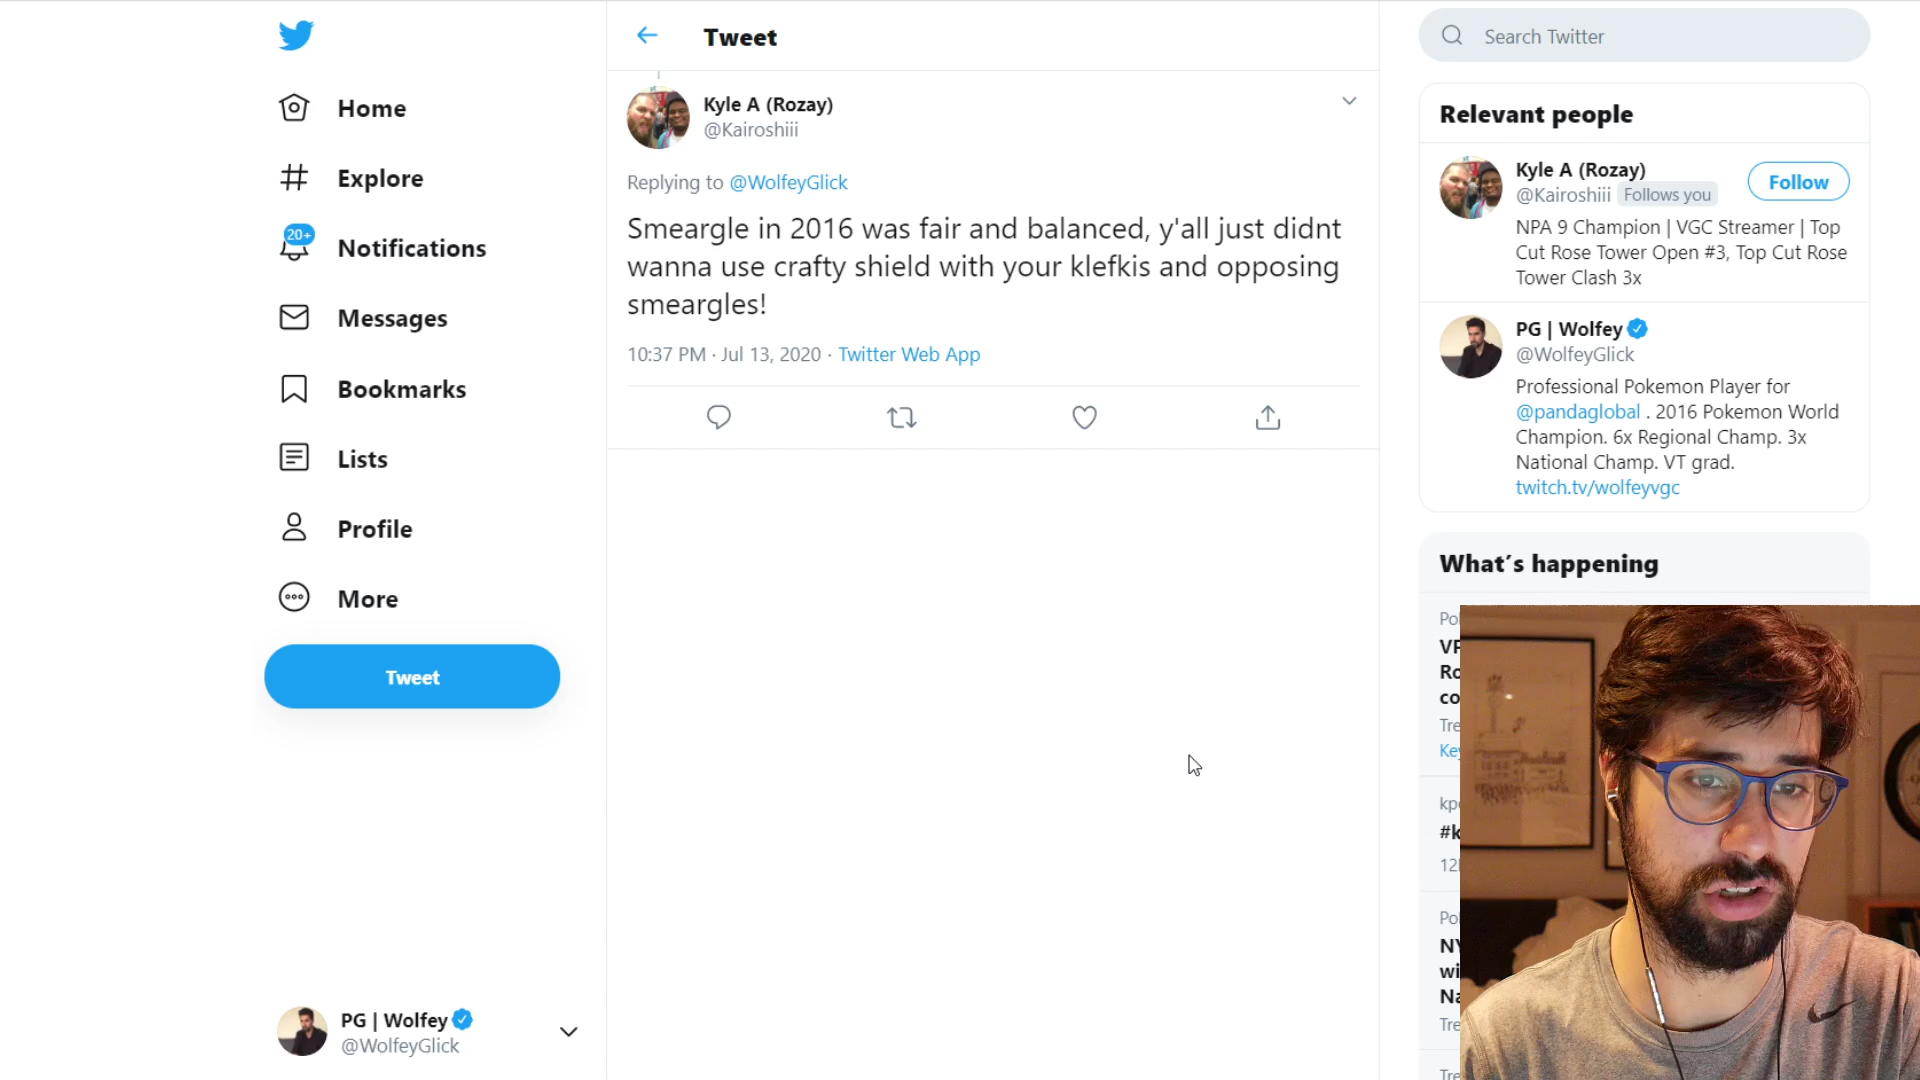 Home
Explore
20+
Notifications
Messages
Bookmarks
Lists
Profile
More
Tweet
PG | Wolfey
@WolfeyGlick
Tweet
Kyle A (Rozay)
@Kairoshiii
Replying to @WolfeyGlick
Smeargle in 2016 was fair and balanced, y'all just didnt
wanna use crafty shield with your klefkis and opposing
smeargles!
10:37 PM · Jul 13, 2020 · Twitter Web App
Search Twitter
Relevant people
Kyle A (Rozay)
@Kairoshiii Follows you
Follow
NPA 9 Champion | VGC Streamer | Top
Cut Rose Tower Open #3, Top Cut Rose
Tower Clash 3x
PG | Wolfey
@WolfeyGlick
Professional Pokemon Player for
@pandaglobal . 2016 Pokemon World
Champion. 6x Regional Champ. 3x
National Champ. VT grad.
twitch.tv/wolfeyvgc
What's happening